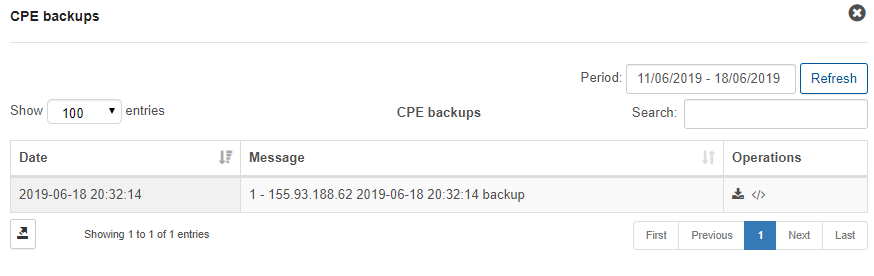 CPE backups
Period: 11/06/2019 - 18/06/2019 Refresh
Show 100 entries CPE backups Search:
Date Message Operations
2019-06-18 20:32:14 1 - 155.93.188.62 2019-06-18 20:32:14 backup </>
Showing 1 to 1 of 1 entries First Previous 1 Next Last